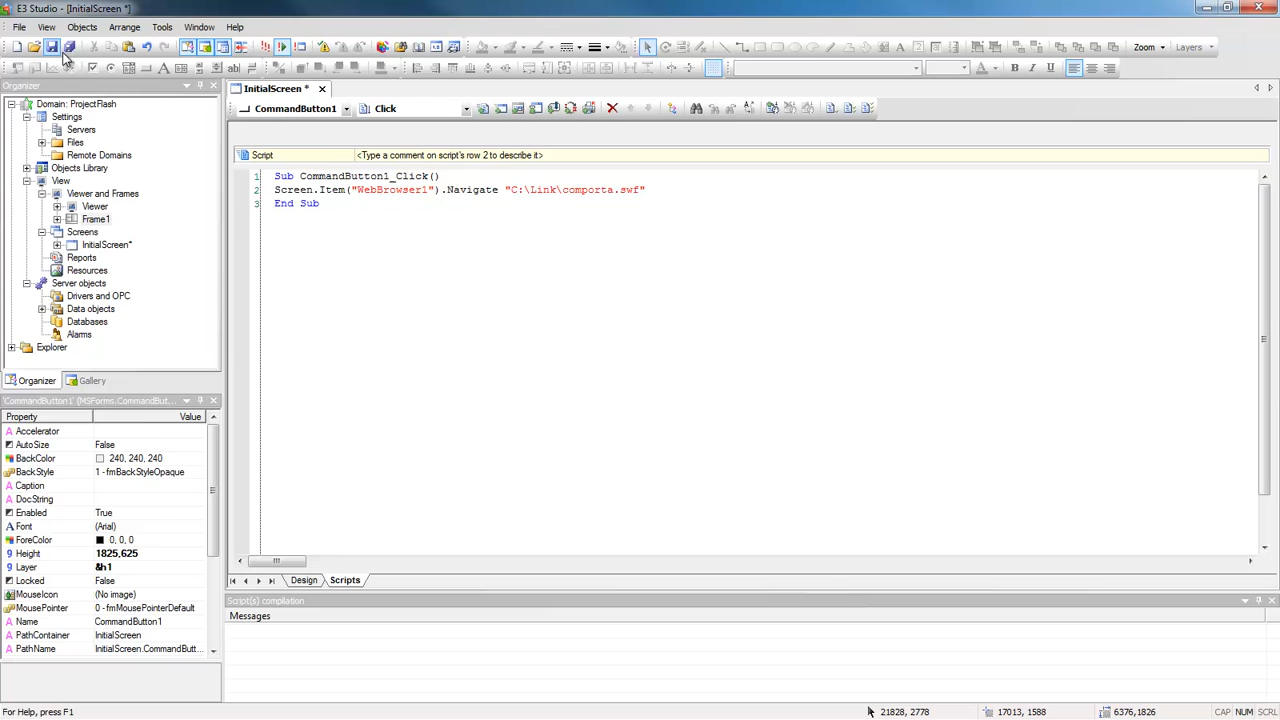 E3 Studio - [InitialScreen *]
File View Objects Arrange Tools Window Help
Zoom Layers
Organizer
Domain: ProjectFlash
Settings
Servers
Files
Remote Domains
Objects Library
View
Viewer and Frames
Viewer
Frame1
Screens
InitialScreen*
Reports
Resources
Server objects
Drivers and OPC
Data objects
Databases
Alarms
Explorer
Organizer Gallery
'CommandButton1' (MSForms.CommandBut...
Property Value
Accelerator
AutoSize False
BackColor 240, 240, 240
BackStyle 1 - fmBackStyleOpaque
Caption
DocString
Enabled True
Font (Arial)
ForeColor 0, 0, 0
Height 1825,625
Layer &h1
Locked False
MouseIcon (No image)
MousePointer 0 - fmMousePointerDefault
Name CommandButton1
PathContainer InitialScreen
PathName InitialScreen.CommandButt...
InitialScreen *
CommandButton1 Click
Script <Type a comment on script's row 2 to describe it>
1 Sub CommandButton1_Click()
2 Screen.Item("WebBrowser1").Navigate "C:\Link\comporta.swf"
3 End Sub
Design Scripts
Script(s) compilation
Messages
For Help, press F1 21828, 2778 17013, 1588 6376,1826 CAP NUM SCRL